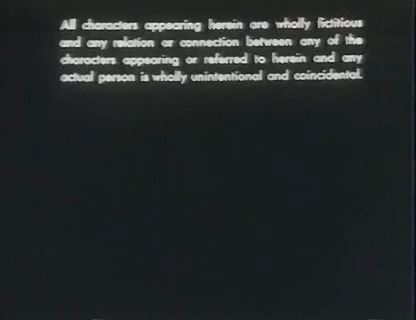 All characters appearing herein are wholly fictitious
and any relation or connection between any of the
characters appearing or referred to herein and any
actual person is wholly unintentional and coincidental.